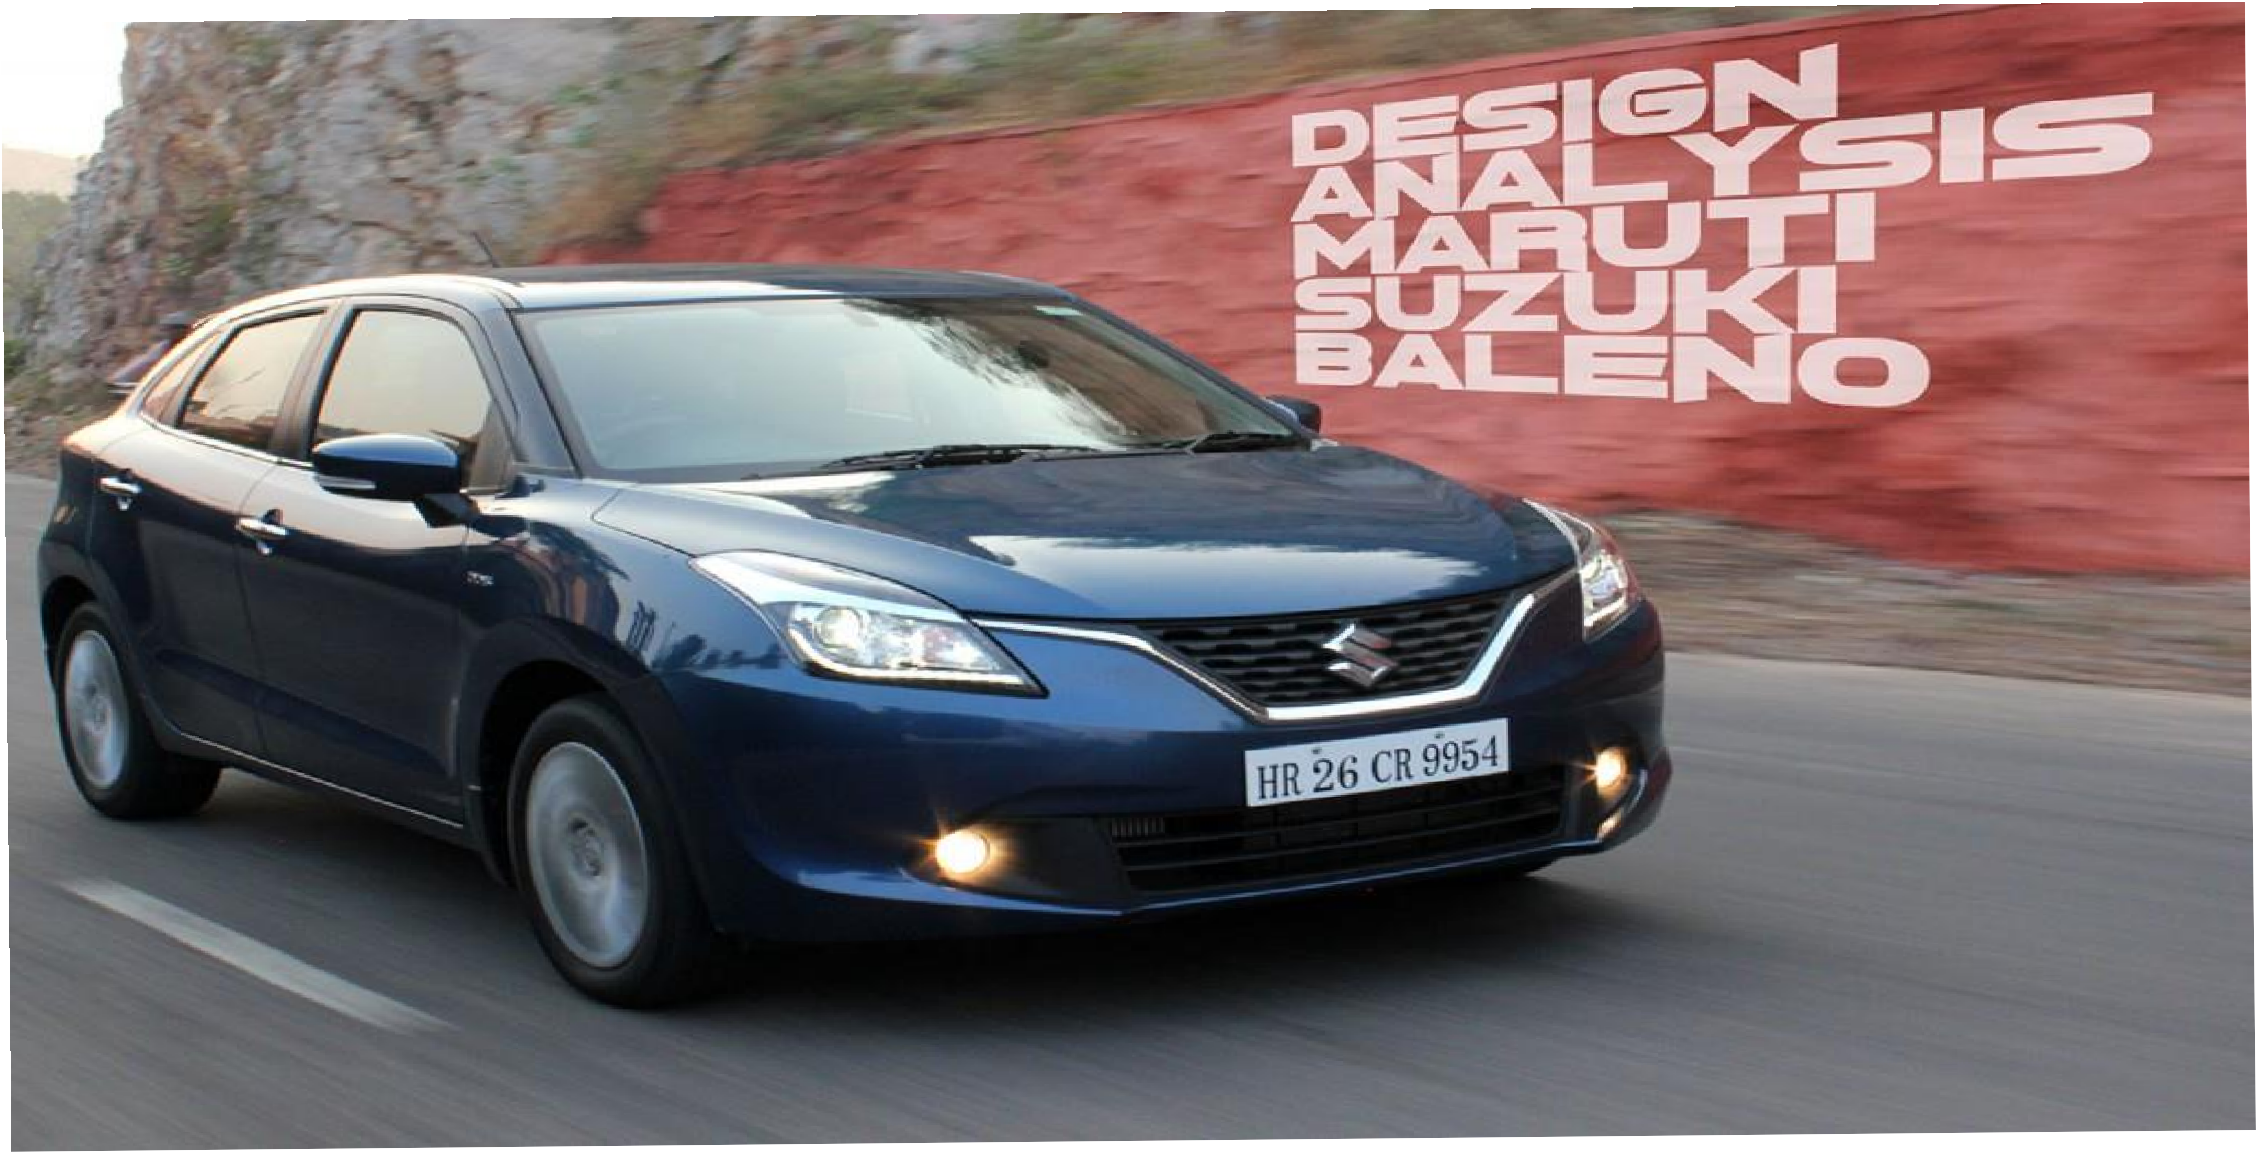 DESIGN
ANALYSIS
MARUTI
SUZUKI
BALENO
HR 26 CR 9954